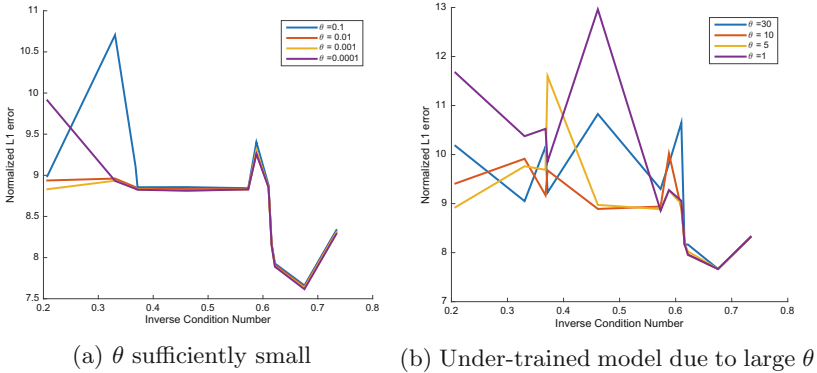 11
10.5
10
9.5
9
8.5
8
7.5
0.2 0.3 0.4 0.5 0.6 0.7 0.8
Normalized L1 error
Inverse Condition Number
θ =0.1
θ = 0.01
θ = 0.001
θ =0.0001
(a) θ sufficiently small
13
12
11
10
9
8
7
0.2 0.3 0.4 0.5 0.6 0.7 0.8
Normalized L1 error
Inverse Condition Number
θ =30
θ = 10
θ = 5
θ =1
(b) Under-trained model due to large θ